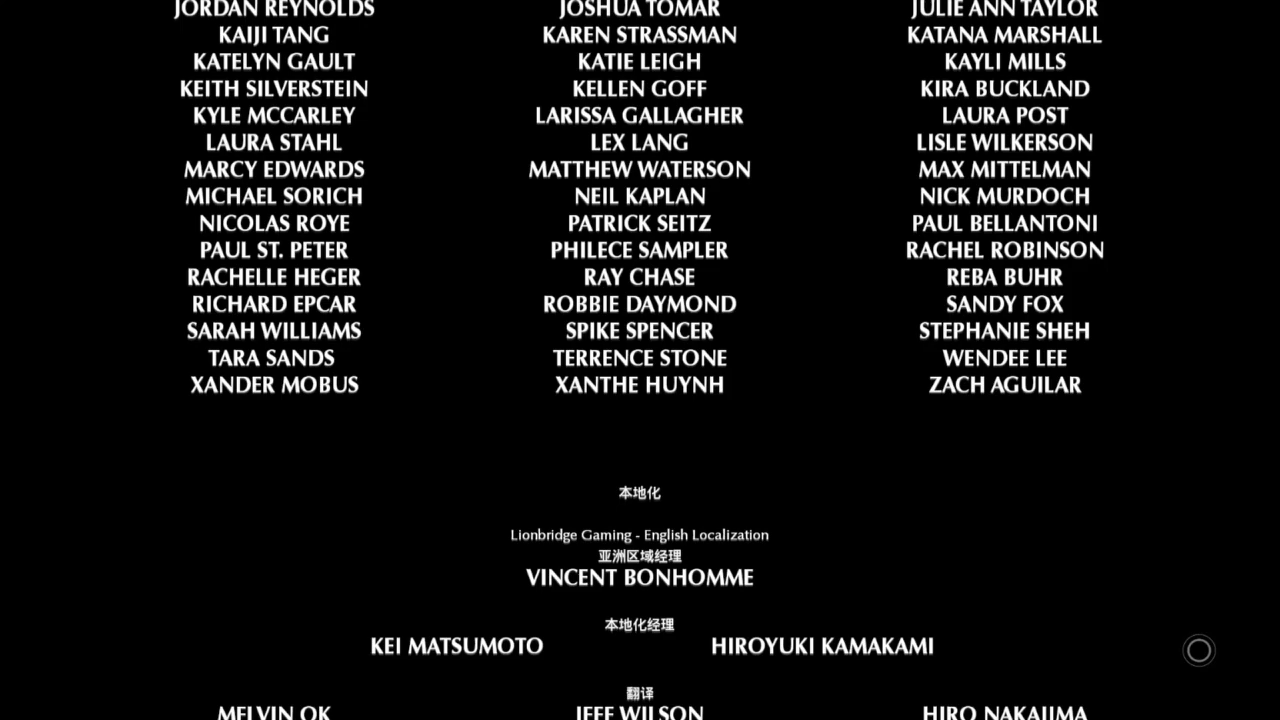 JORDAN REYNOLDS JOSHUA TOMAR JULIE ANN TAYLOR
KAIJI TANG KAREN STRASSMAN KATANA MARSHALL
KATELYN GAULT KATIE LEIGH KAYLI MILLS
KEITH SILVERSTEIN KELLEN GOFF KIRA BUCKLAND
KYLE MCCARLEY LARISSA GALLAGHER LAURA POST
LAURA STAHL LEX LANG LISLE WILKERSON
MARCY EDWARDS MATTHEW WATERSON MAX MITTELMAN
MICHAEL SORICH NEIL KAPLAN NICK MURDOCH
NICOLAS ROYE PATRICK SEITZ PAUL BELLANTONI
PAUL ST. PETER PHILECE SAMPLER RACHEL ROBINSON
RACHELLE HEGER RAY CHASE REBA BUHR
RICHARD EPCAR ROBBIE DAYMOND SANDY FOX
SARAH WILLIAMS SPIKE SPENCER STEPHANIE SHEH
TARA SANDS TERRENCE STONE WENDEE LEE
XANDER MOBUS XANTHE HUYNH ZACH AGUILAR
本地化
Lionbridge Gaming - English Localization
亚洲区域经理
VINCENT BONHOMME
本地化经理
KEI MATSUMOTO HIROYUKI KAMAKAMI
翻译
MELVIN OK JEFF WILSON HIRO NAKAJIMA